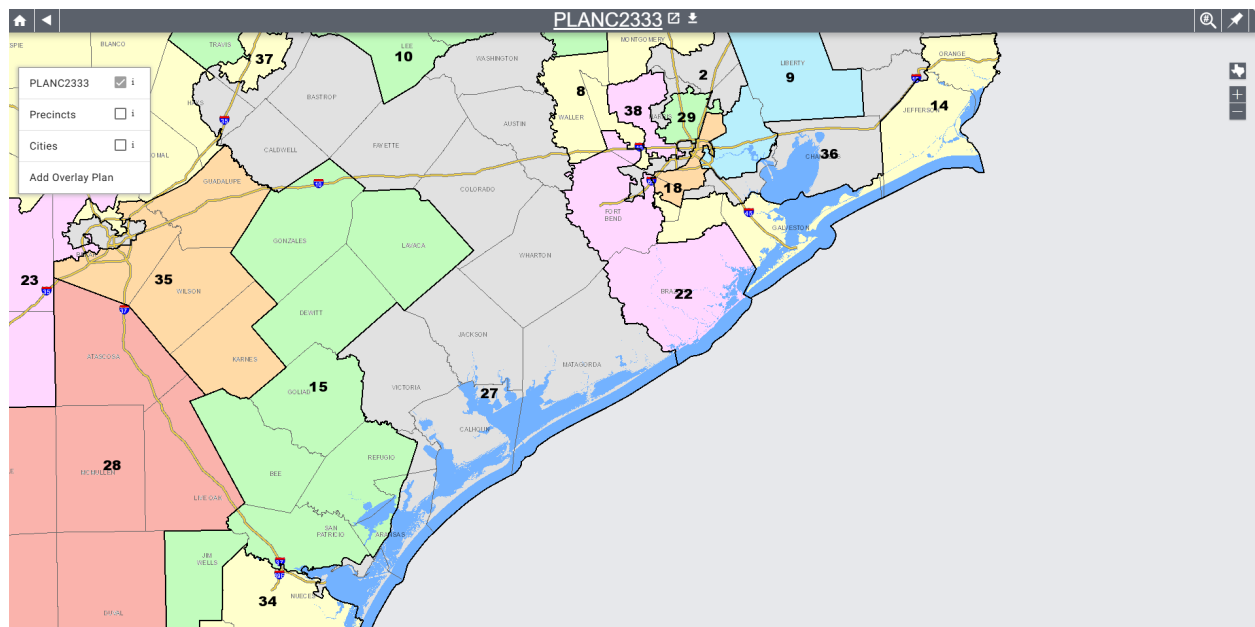 PLANC2333
PLANC2333
Precincts
Cities
Add Overlay Plan
BLANCO
TRAVIS
37
LEE
10
WASHINGTON
MONTGOMERY
2
LIBERTY
9
ORANGE
8
38
29
WALLER
JEFFERSON
14
BASTROP
AUSTIN
CALDWELL
FAYETTE
36
GUADALUPE
COLORADO
18
FORT
BEND
GALVESTON
GONZALES
LAVACA
WHARTON
23
35
WILSON
22
DEWITT
JACKSON
ATASCOSA
KARNES
MATAGORDA
GOLIAD
15
VICTORIA
27
CALHOUN
28
BEE
REFUGIO
LIVE OAK
SAN
PATRICIO
ARANSAS
JIM
WELLS
34
NUECES
DUVAL